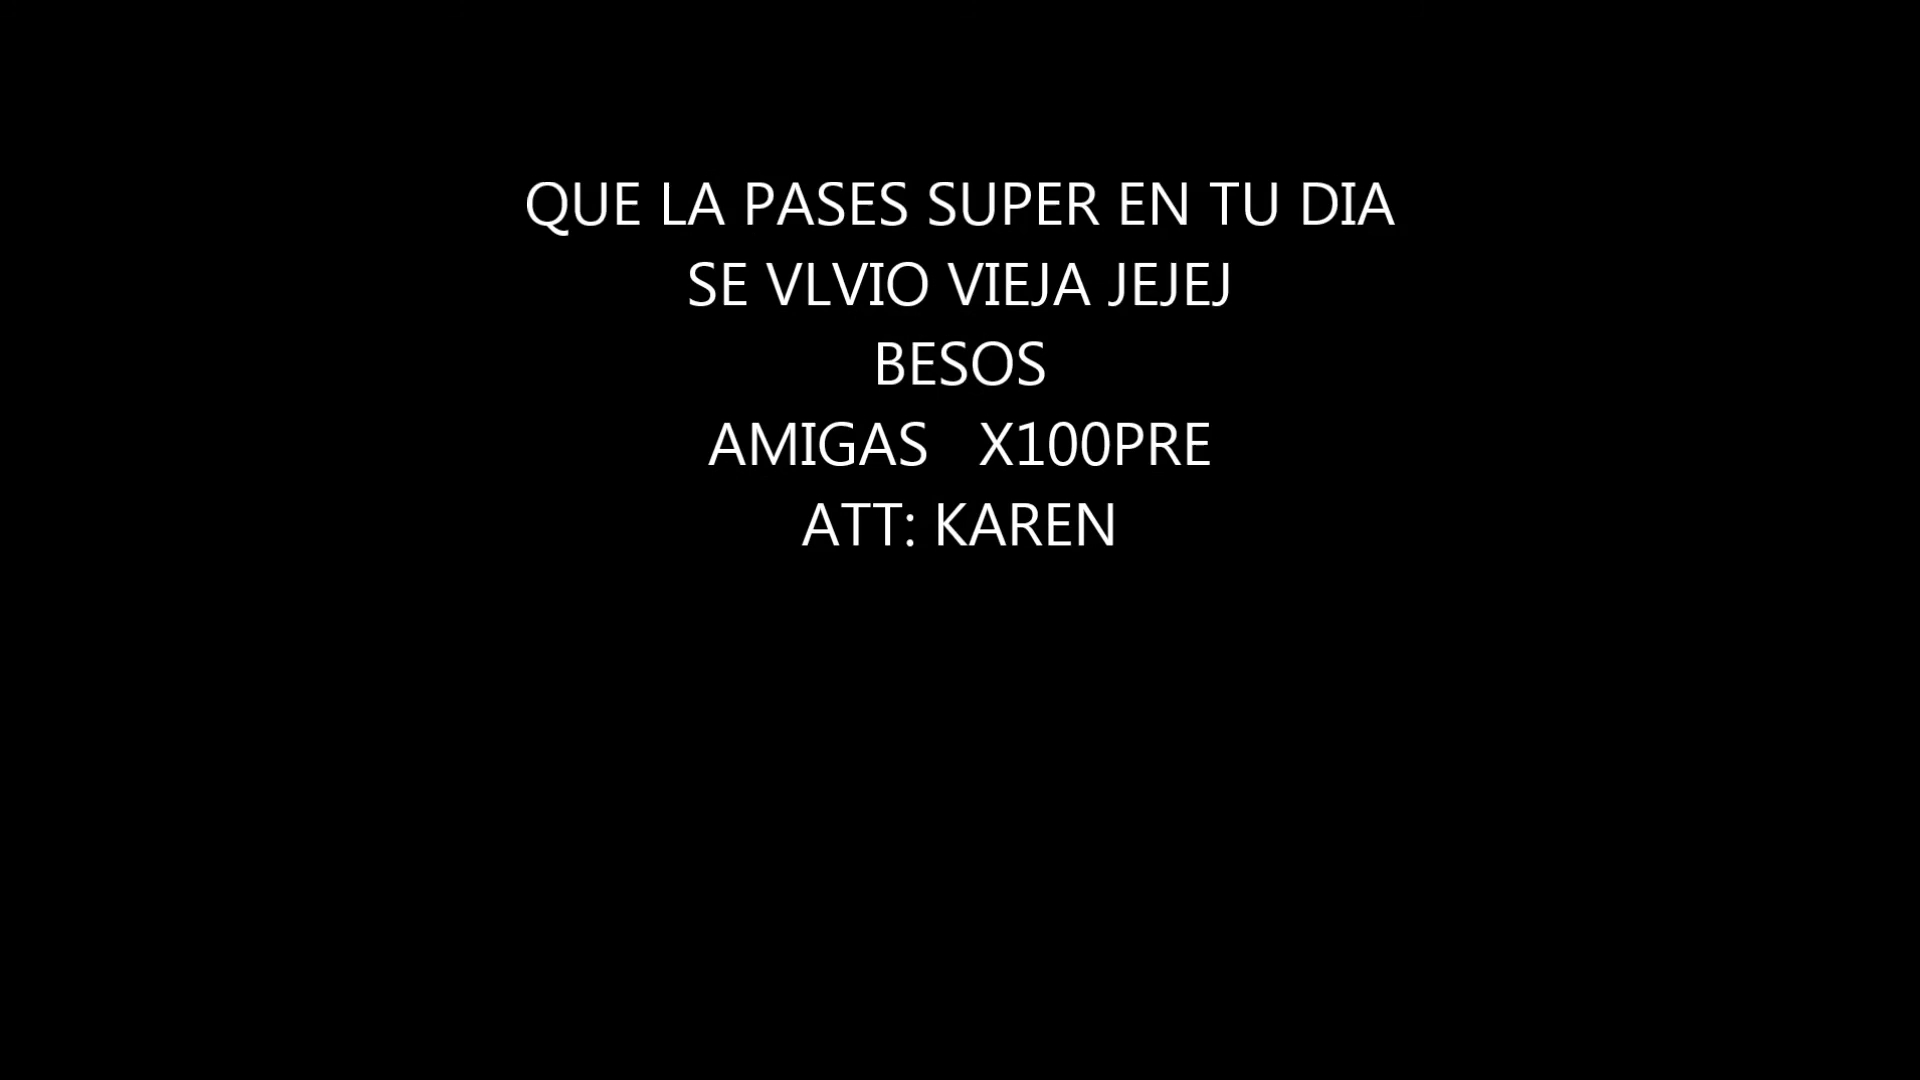 QUE LA PASES SUPER EN TU DIA
SE VLVIO VIEJA JEJEJ
BESOS
AMIGAS   X100PRE
ATT: KAREN